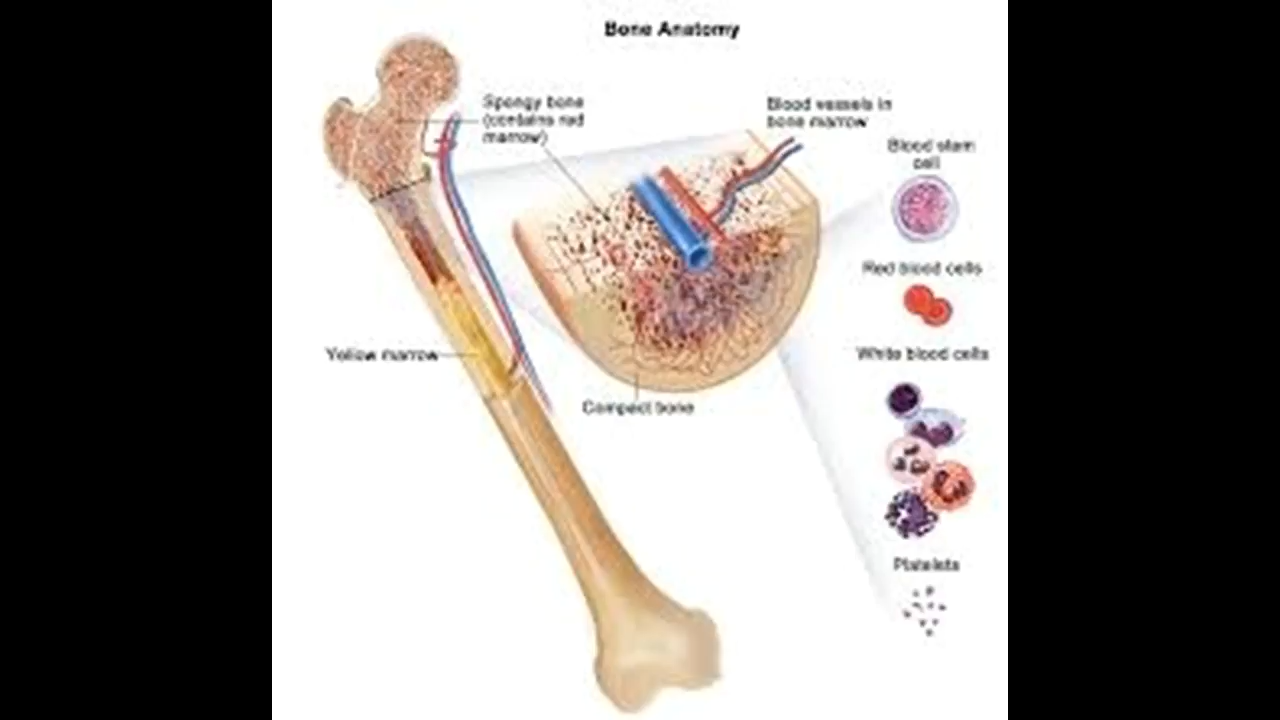 Bone Anatomy
Spongy bone
(contains red
marrow)
Blood vessels in
bone marrow
Blood stem
cell
Red blood cells
White blood cells
Yellow marrow
Compact bone
Platelets